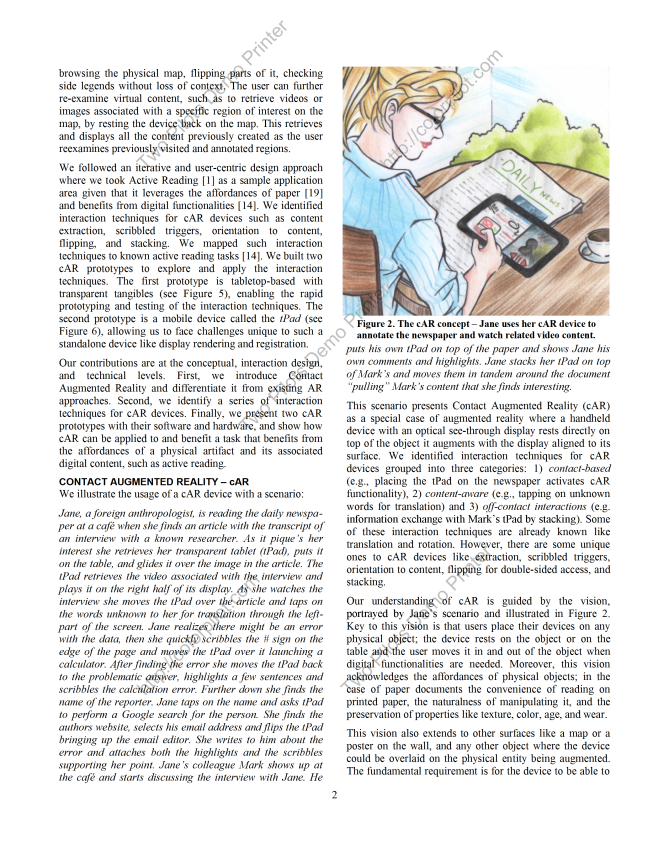 browsing the physical map, flipping parts of it, checking
side legends without loss of context. The user can further
re-examine virtual content, such as to retrieve videos or
images associated with a specific region of interest on the
map, by resting the device back on the map. This retrieves
and displays all the content previously created as the user
reexamines previously visited and annotated regions.
We followed an iterative and user-centric design approach
where we took Active Reading [1] as a sample application
area given that it leverages the affordances of paper [19]
and benefits from digital functionalities [14]. We identified
interaction techniques for cAR devices such as content
extraction, scribbled triggers, orientation to content,
flipping, and stacking. We mapped such interaction
techniques to known active reading tasks [14]. We built two
cAR prototypes to explore and apply the interaction
techniques. The first prototype is tabletop-based with
transparent tangibles (see Figure 5), enabling the rapid
prototyping and testing of the interaction techniques. The
second prototype is a mobile device called the tPad (see
Figure 6), allowing us to face challenges unique to such a
standalone device like display rendering and registration.
Our contributions are at the conceptual, interaction design,
and technical levels. First, we introduce Contact
Augmented Reality and differentiate it from existing AR
approaches. Second, we identify a series of interaction
techniques for cAR devices. Finally, we present two cAR
prototypes with their software and hardware, and show how
cAR can be applied to and benefit a task that benefits from
the affordances of a physical artifact and its associated
digital content, such as active reading.
CONTACT AUGMENTED REALITY – cAR
We illustrate the usage of a cAR device with a scenario:
Jane, a foreign anthropologist, is reading the daily newspa-
per at a café when she finds an article with the transcript of
an interview with a known researcher. As it pique's her
interest she retrieves her transparent tablet (tPad), puts it
on the table, and glides it over the image in the article. The
tPad retrieves the video associated with the interview and
plays it on the right half of its display. As she watches the
interview she moves the tPad over the article and taps on
the words unknown to her for translation through the left-
part of the screen. Jane realizes there might be an error
with the data, then she quickly scribbles the # sign on the
edge of the page and moves the tPad over it launching a
calculator. After finding the error she moves the tPad back
to the problematic answer, highlights a few sentences and
scribbles the calculation error. Further down she finds the
name of the reporter. Jane taps on the name and asks tPad
to perform a Google search for the person. She finds the
authors website, selects his email address and flips the tPad
bringing up the email editor. She writes to him about the
error and attaches both the highlights and the scribbles
supporting her point. Jane's colleague Mark shows up at
the café and starts discussing the interview with Jane. He
DAILY NEWS
Figure 2. The cAR concept – Jane uses her cAR device to
annotate the newspaper and watch related video content.
puts his own tPad on top of the paper and shows Jane his
own comments and highlights. Jane stacks her tPad on top
of Mark's and moves them in tandem around the document
"pulling" Mark's content that she finds interesting.
This scenario presents Contact Augmented Reality (cAR)
as a special case of augmented reality where a handheld
device with an optical see-through display rests directly on
top of the object it augments with the display aligned to its
surface. We identified interaction techniques for cAR
devices grouped into three categories: 1) contact-based
(e.g., placing the tPad on the newspaper activates cAR
functionality), 2) content-aware (e.g., tapping on unknown
words for translation) and 3) off-contact interactions (e.g.
information exchange with Mark's tPad by stacking). Some
of these interaction techniques are already known like
translation and rotation. However, there are some unique
ones to cAR devices like extraction, scribbled triggers,
orientation to content, flipping for double-sided access, and
stacking.
Our understanding of cAR is guided by the vision,
portrayed by Jane's scenario and illustrated in Figure 2.
Key to this vision is that users place their devices on any
physical object; the device rests on the object or on the
table and the user moves it in and out of the object when
digital functionalities are needed. Moreover, this vision
acknowledges the affordances of physical objects; in the
case of paper documents the convenience of reading on
printed paper, the naturalness of manipulating it, and the
preservation of properties like texture, color, age, and wear.
This vision also extends to other surfaces like a map or a
poster on the wall, and any other object where the device
could be overlaid on the physical entity being augmented.
The fundamental requirement is for the device to be able to
2